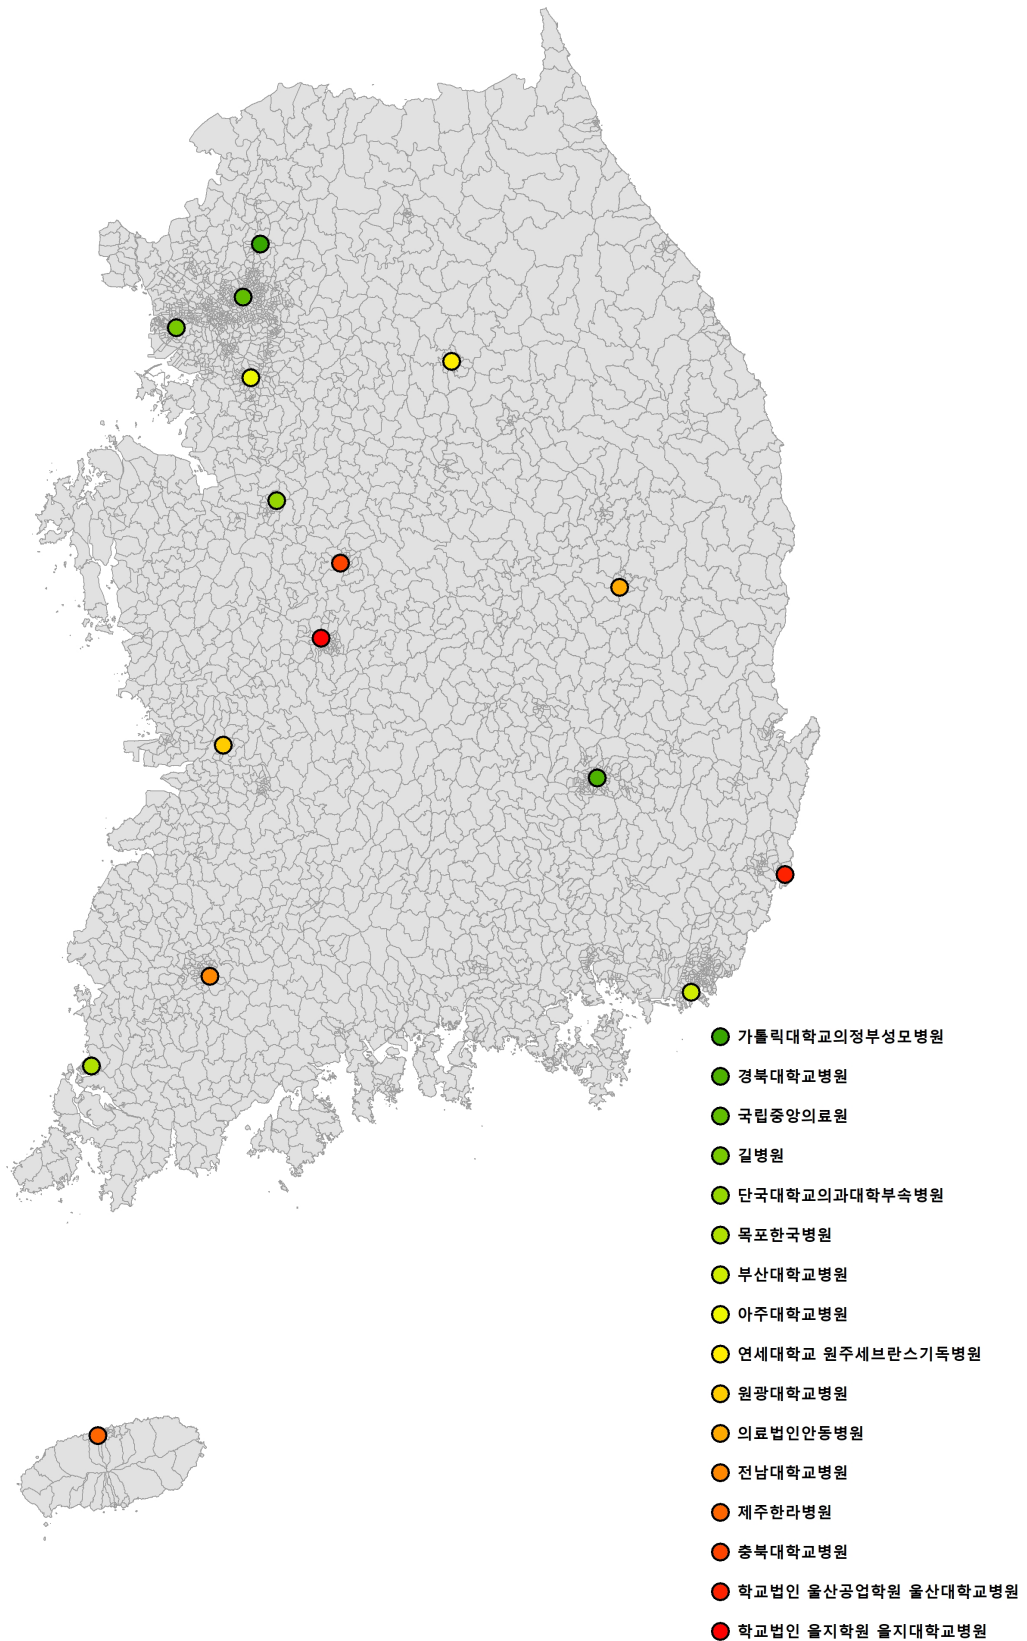 가톨릭대학교의정부성모병원
경북대학교병원
국립중앙의료원
길병원
단국대학교의과대학부속병원
목포한국병원
부산대학교병원
아주대학교병원
연세대학교 원주세브란스기독병원
원광대학교병원
의료법인안동병원
전남대학교병원
제주한라병원
충북대학교병원
학교법인 울산공업학원 울산대학교병원
학교법인 을지학원 을지대학교병원